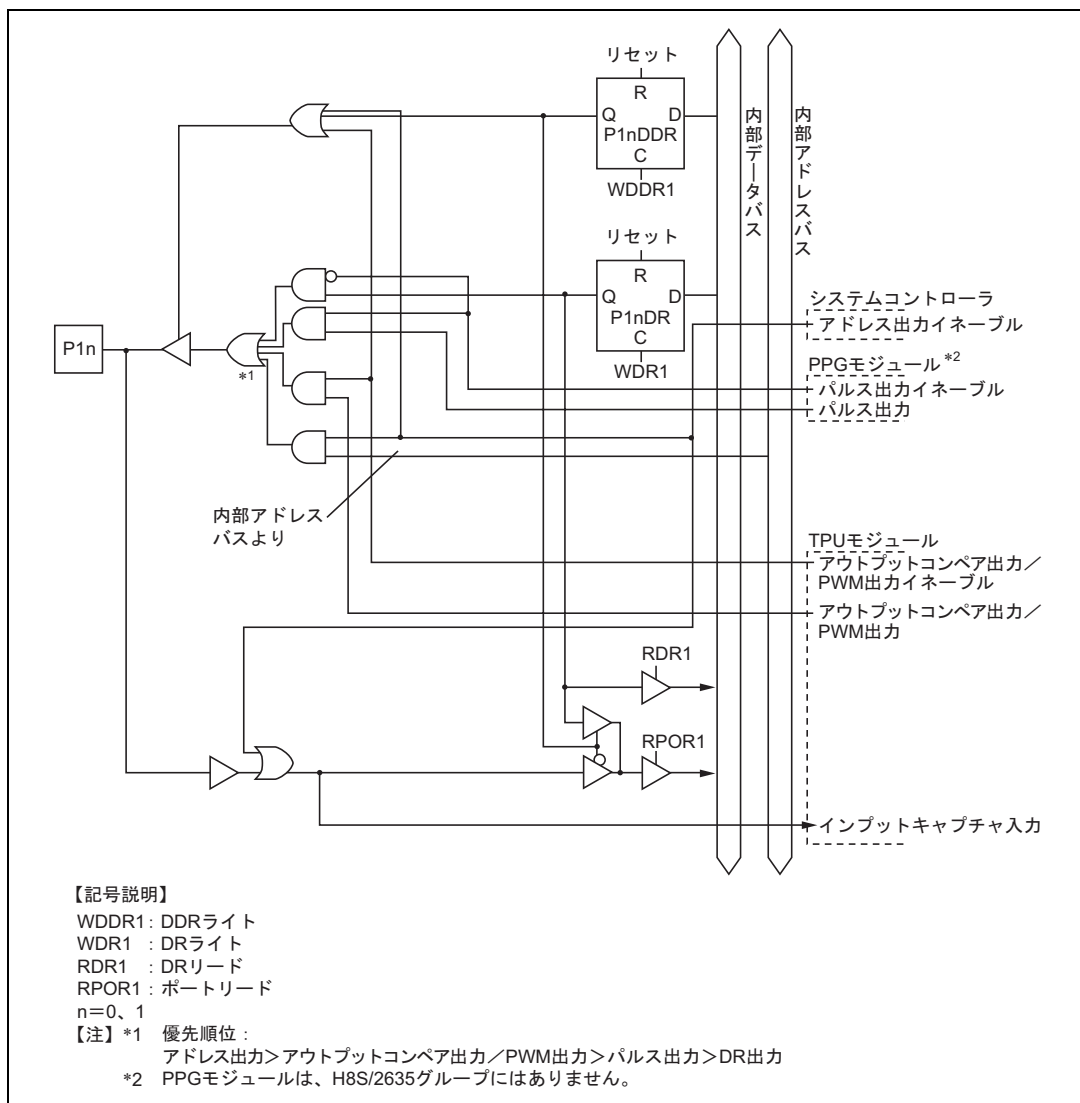 リセット
R
Q D
P1nDDR
C
WDDR1
リセット
R
Q D
P1nDR
C
WDR1
内部データバス
内部アドレスバス
システムコントローラ
アドレス出力イネーブル
PPGモジュール*2
パルス出力イネーブル
パルス出力
P1n
*1
内部アドレス
バスより
TPUモジュール
アウトプットコンペア出力／
PWM出力イネーブル
アウトプットコンペア出力／
PWM出力
RDR1
RPOR1
インプットキャプチャ入力
【記号説明】
WDDR1：DDRライト
WDR1 ：DRライト
RDR1 ：DRリード
RPOR1：ポートリード
n＝0、1
【注】*1 優先順位：
アドレス出力＞アウトプットコンペア出力／PWM出力＞パルス出力＞DR出力
*2 PPGモジュールは、H8S/2635グループにはありません。